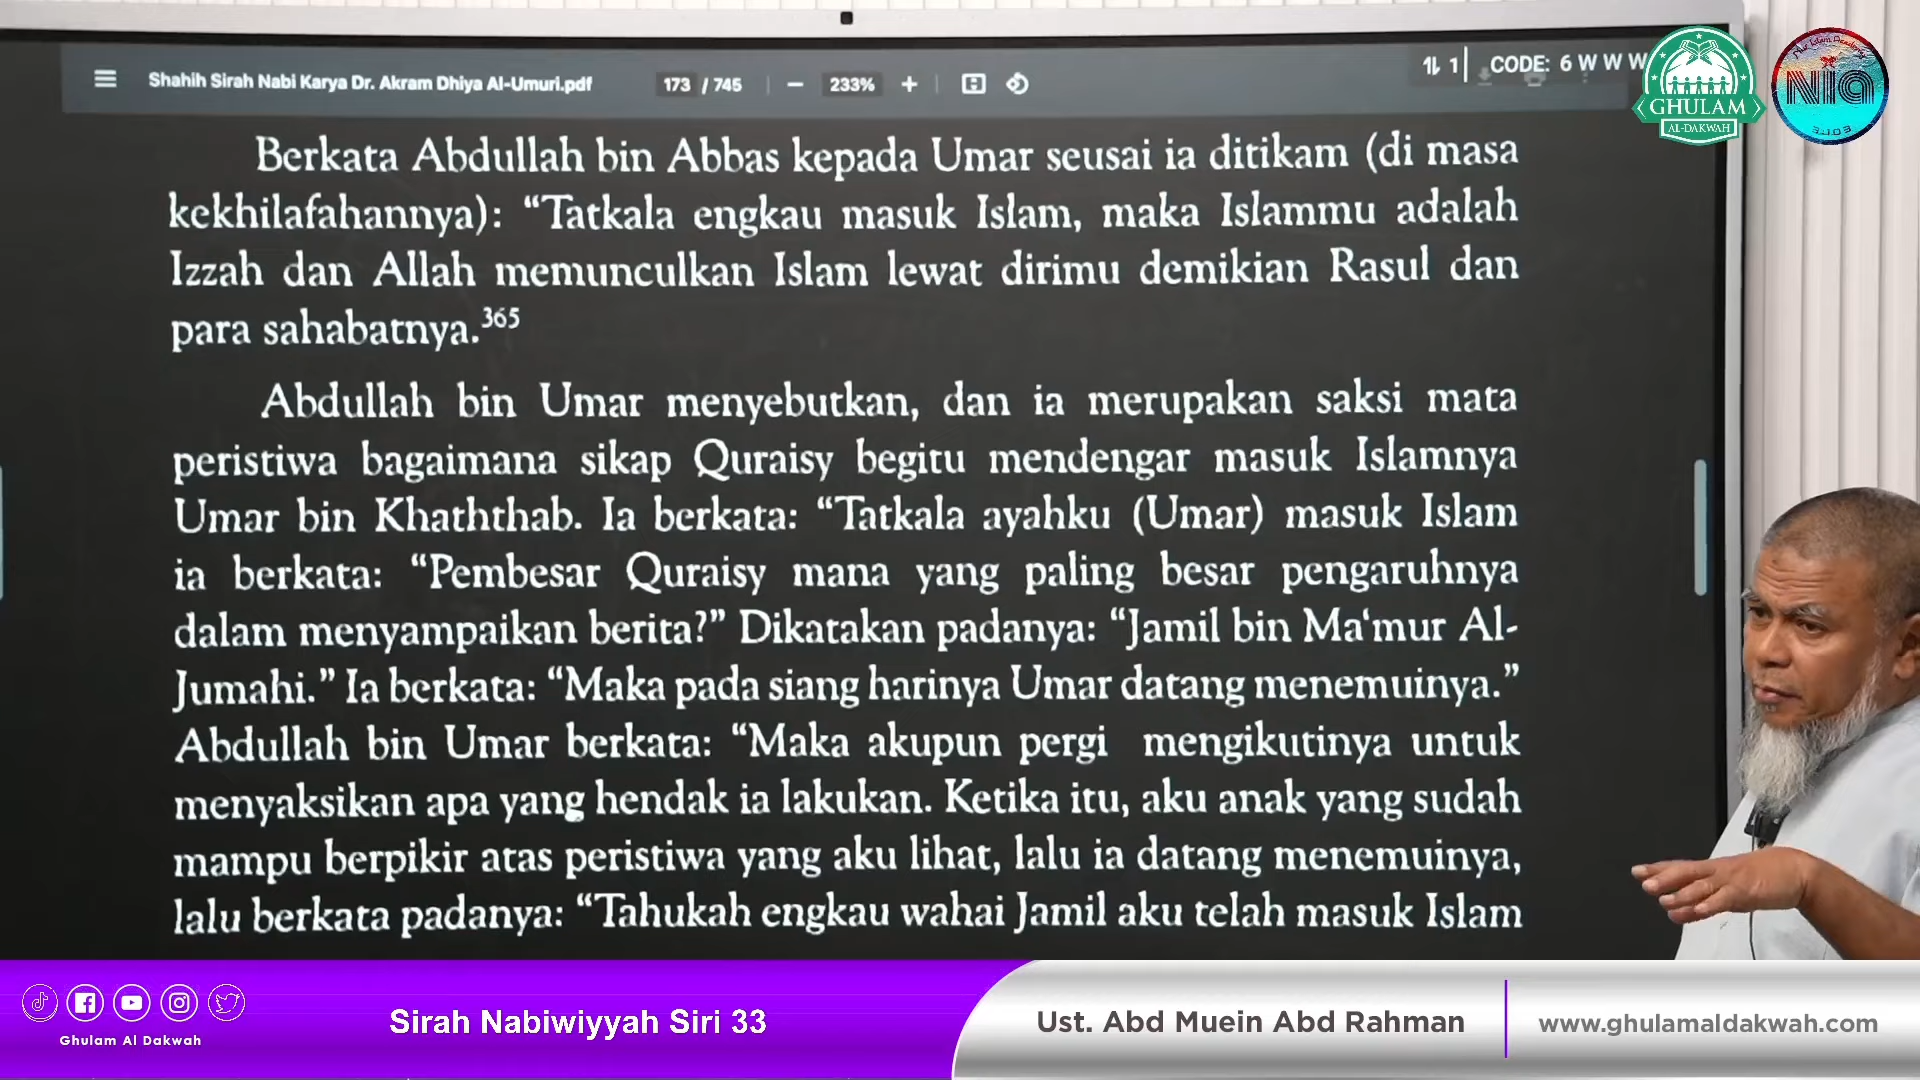 Shahih Sirah Nabi Karya Dr. Akram Dhiya Al-Umuri.pdf
173 / 745
233%
1
CODE: 6 W W W
GHULAM
AL-DAKWAH
Berkata Abdullah bin Abbas kepada Umar seusai ia ditikam (di masa
kekhilafahannya): “Tatkala engkau masuk Islam, maka Islammu adalah
Izzah dan Allah memunculkan Islam lewat dirimu demikian Rasul dan
para sahabatnya.³⁶⁵
Abdullah bin Umar menyebutkan, dan ia merupakan saksi mata
peristiwa bagaimana sikap Quraisy begitu mendengar masuk Islamnya
Umar bin Khaththab. Ia berkata: “Tatkala ayahku (Umar) masuk Islam
ia berkata: “Pembesar Quraisy mana yang paling besar pengaruhnya
dalam menyampaikan berita?” Dikatakan padanya: “Jamil bin Ma‘mur Al-
Jumahi.” Ia berkata: “Maka pada siang harinya Umar datang menemuinya.”
Abdullah bin Umar berkata: “Maka akupun pergi mengikutinya untuk
menyaksikan apa yang hendak ia lakukan. Ketika itu, aku anak yang sudah
mampu berpikir atas peristiwa yang aku lihat, lalu ia datang menemuinya,
lalu berkata padanya: “Tahukah engkau wahai Jamil aku telah masuk Islam
Ghulam Al Dakwah
Sirah Nabiwiyyah Siri 33
Ust. Abd Muein Abd Rahman
www.ghulamaldakwah.com